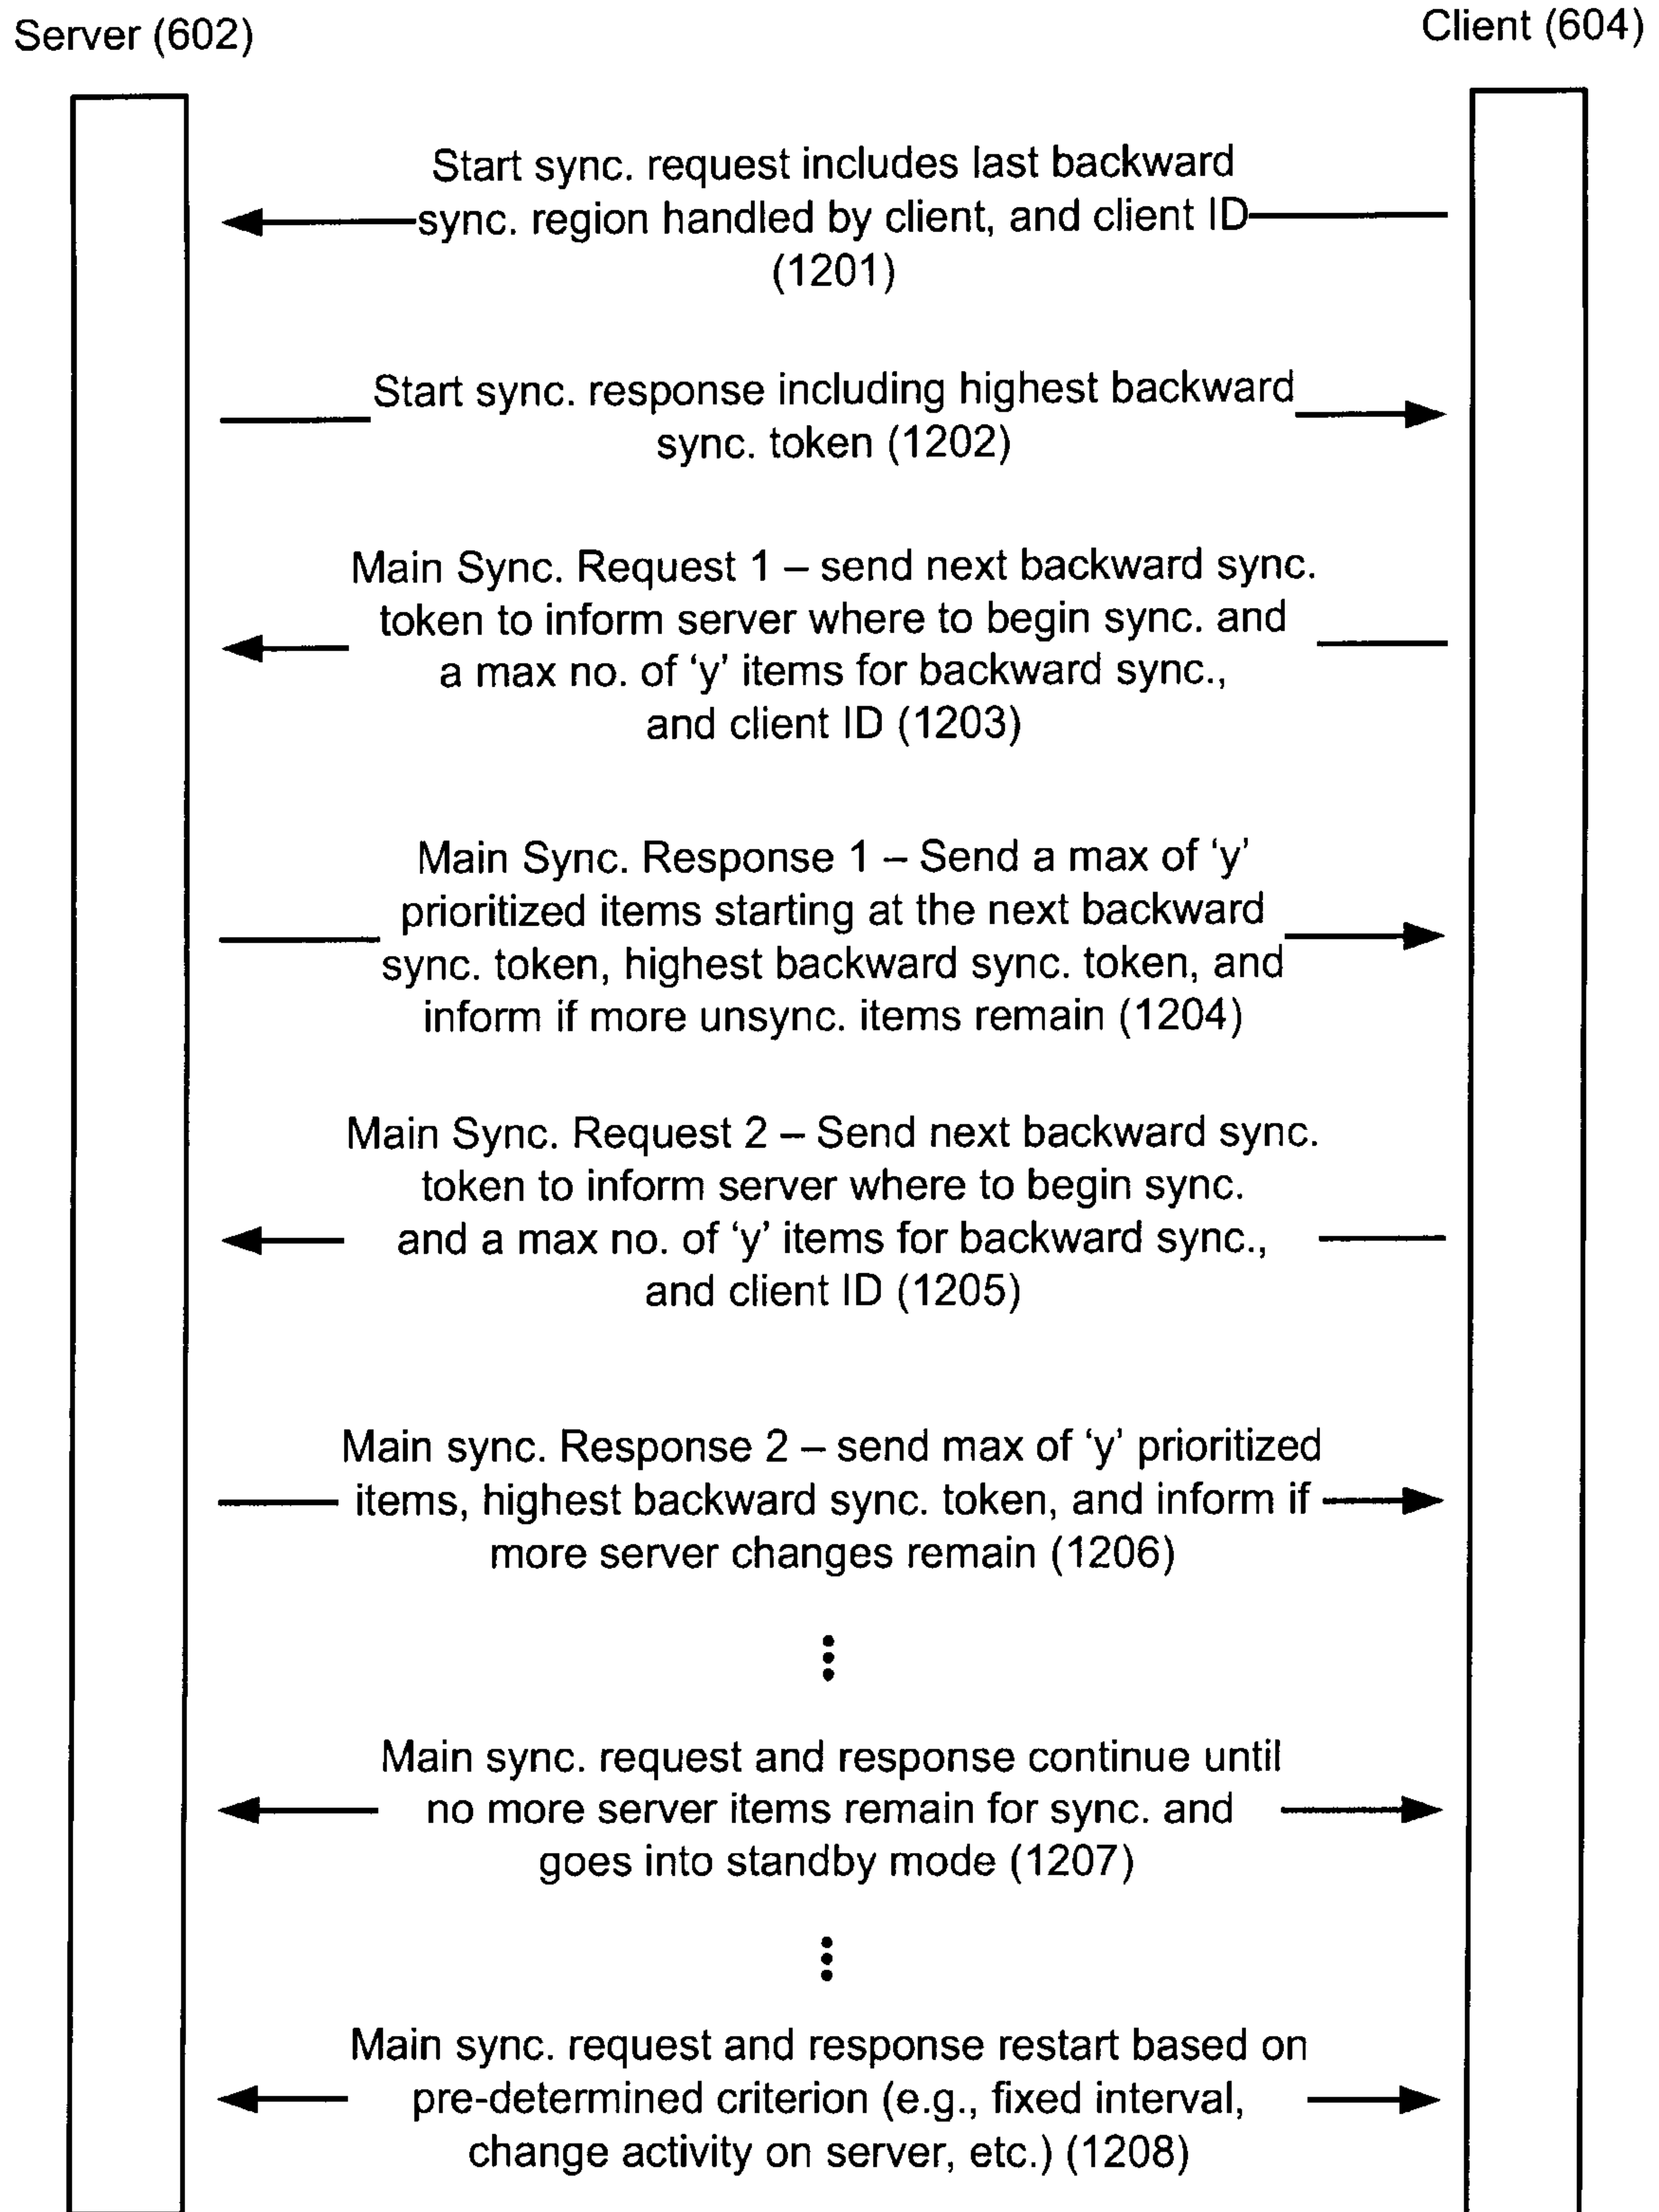 Server (602)
Client (604)
Start sync. request includes last backward
sync. region handled by client, and client ID
(1201)
Start sync. response including highest backward
sync. token (1202)
Main Sync. Request 1 – send next backward sync.
token to inform server where to begin sync. and
a max no. of ‘y’ items for backward sync.,
and client ID (1203)
Main Sync. Response 1 – Send a max of ‘y’
prioritized items starting at the next backward
sync. token, highest backward sync. token, and
inform if more unsync. items remain (1204)
Main Sync. Request 2 – Send next backward sync.
token to inform server where to begin sync.
and a max no. of ‘y’ items for backward sync.,
and client ID (1205)
Main sync. Response 2 – send max of ‘y’ prioritized
items, highest backward sync. token, and inform if
more server changes remain (1206)
Main sync. request and response continue until
no more server items remain for sync. and
goes into standby mode (1207)
Main sync. request and response restart based on
pre-determined criterion (e.g., fixed interval,
change activity on server, etc.) (1208)